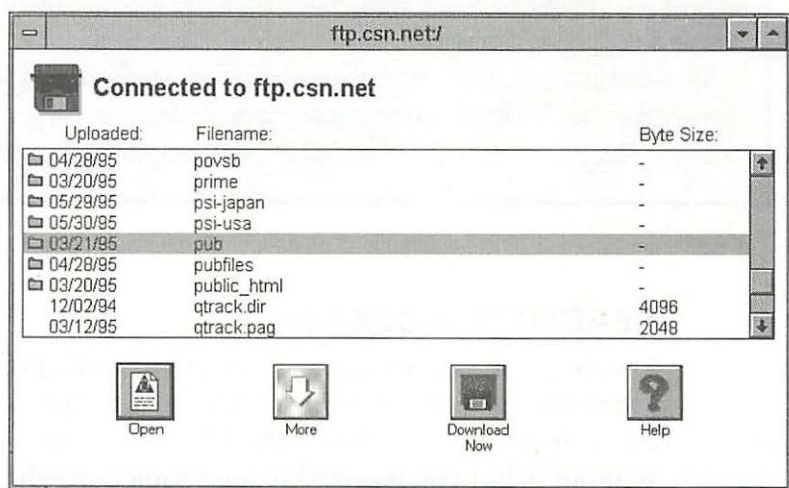 ftp.csn.net:/
Connected to ftp.csn.net
Uploaded: Filename: Byte Size:
04/28/95 povsb -
03/20/95 prime -
05/29/95 psi-japan -
05/30/95 psi-usa -
03/21/95 pub -
04/28/95 pubfiles -
03/20/95 public_html -
12/02/94 qtrack.dir 4096
03/12/95 qtrack.pag 2048
Open More Download Now Help